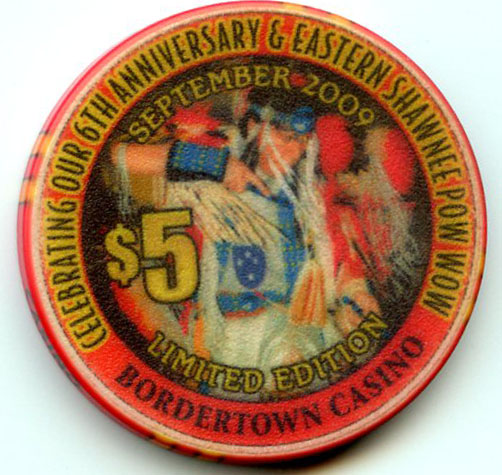 CELEBRATING OUR 6TH ANNIVERSARY & EASTERN SHAWNEE POW WOW
SEPTEMBER 2009
$5
LIMITED EDITION
BORDERTOWN CASINO